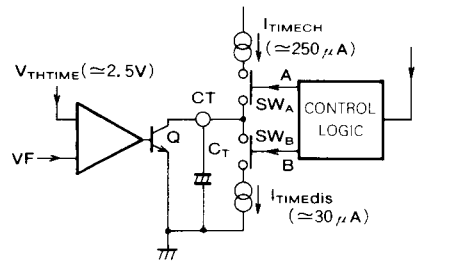 ITIMECH
(≃250μA)
VTHTIME(≃2.5V)
CT
A
SWA
CONTROL
LOGIC
Q
SWB
VF
CT
B
ITIMEdis
(≃30μA)